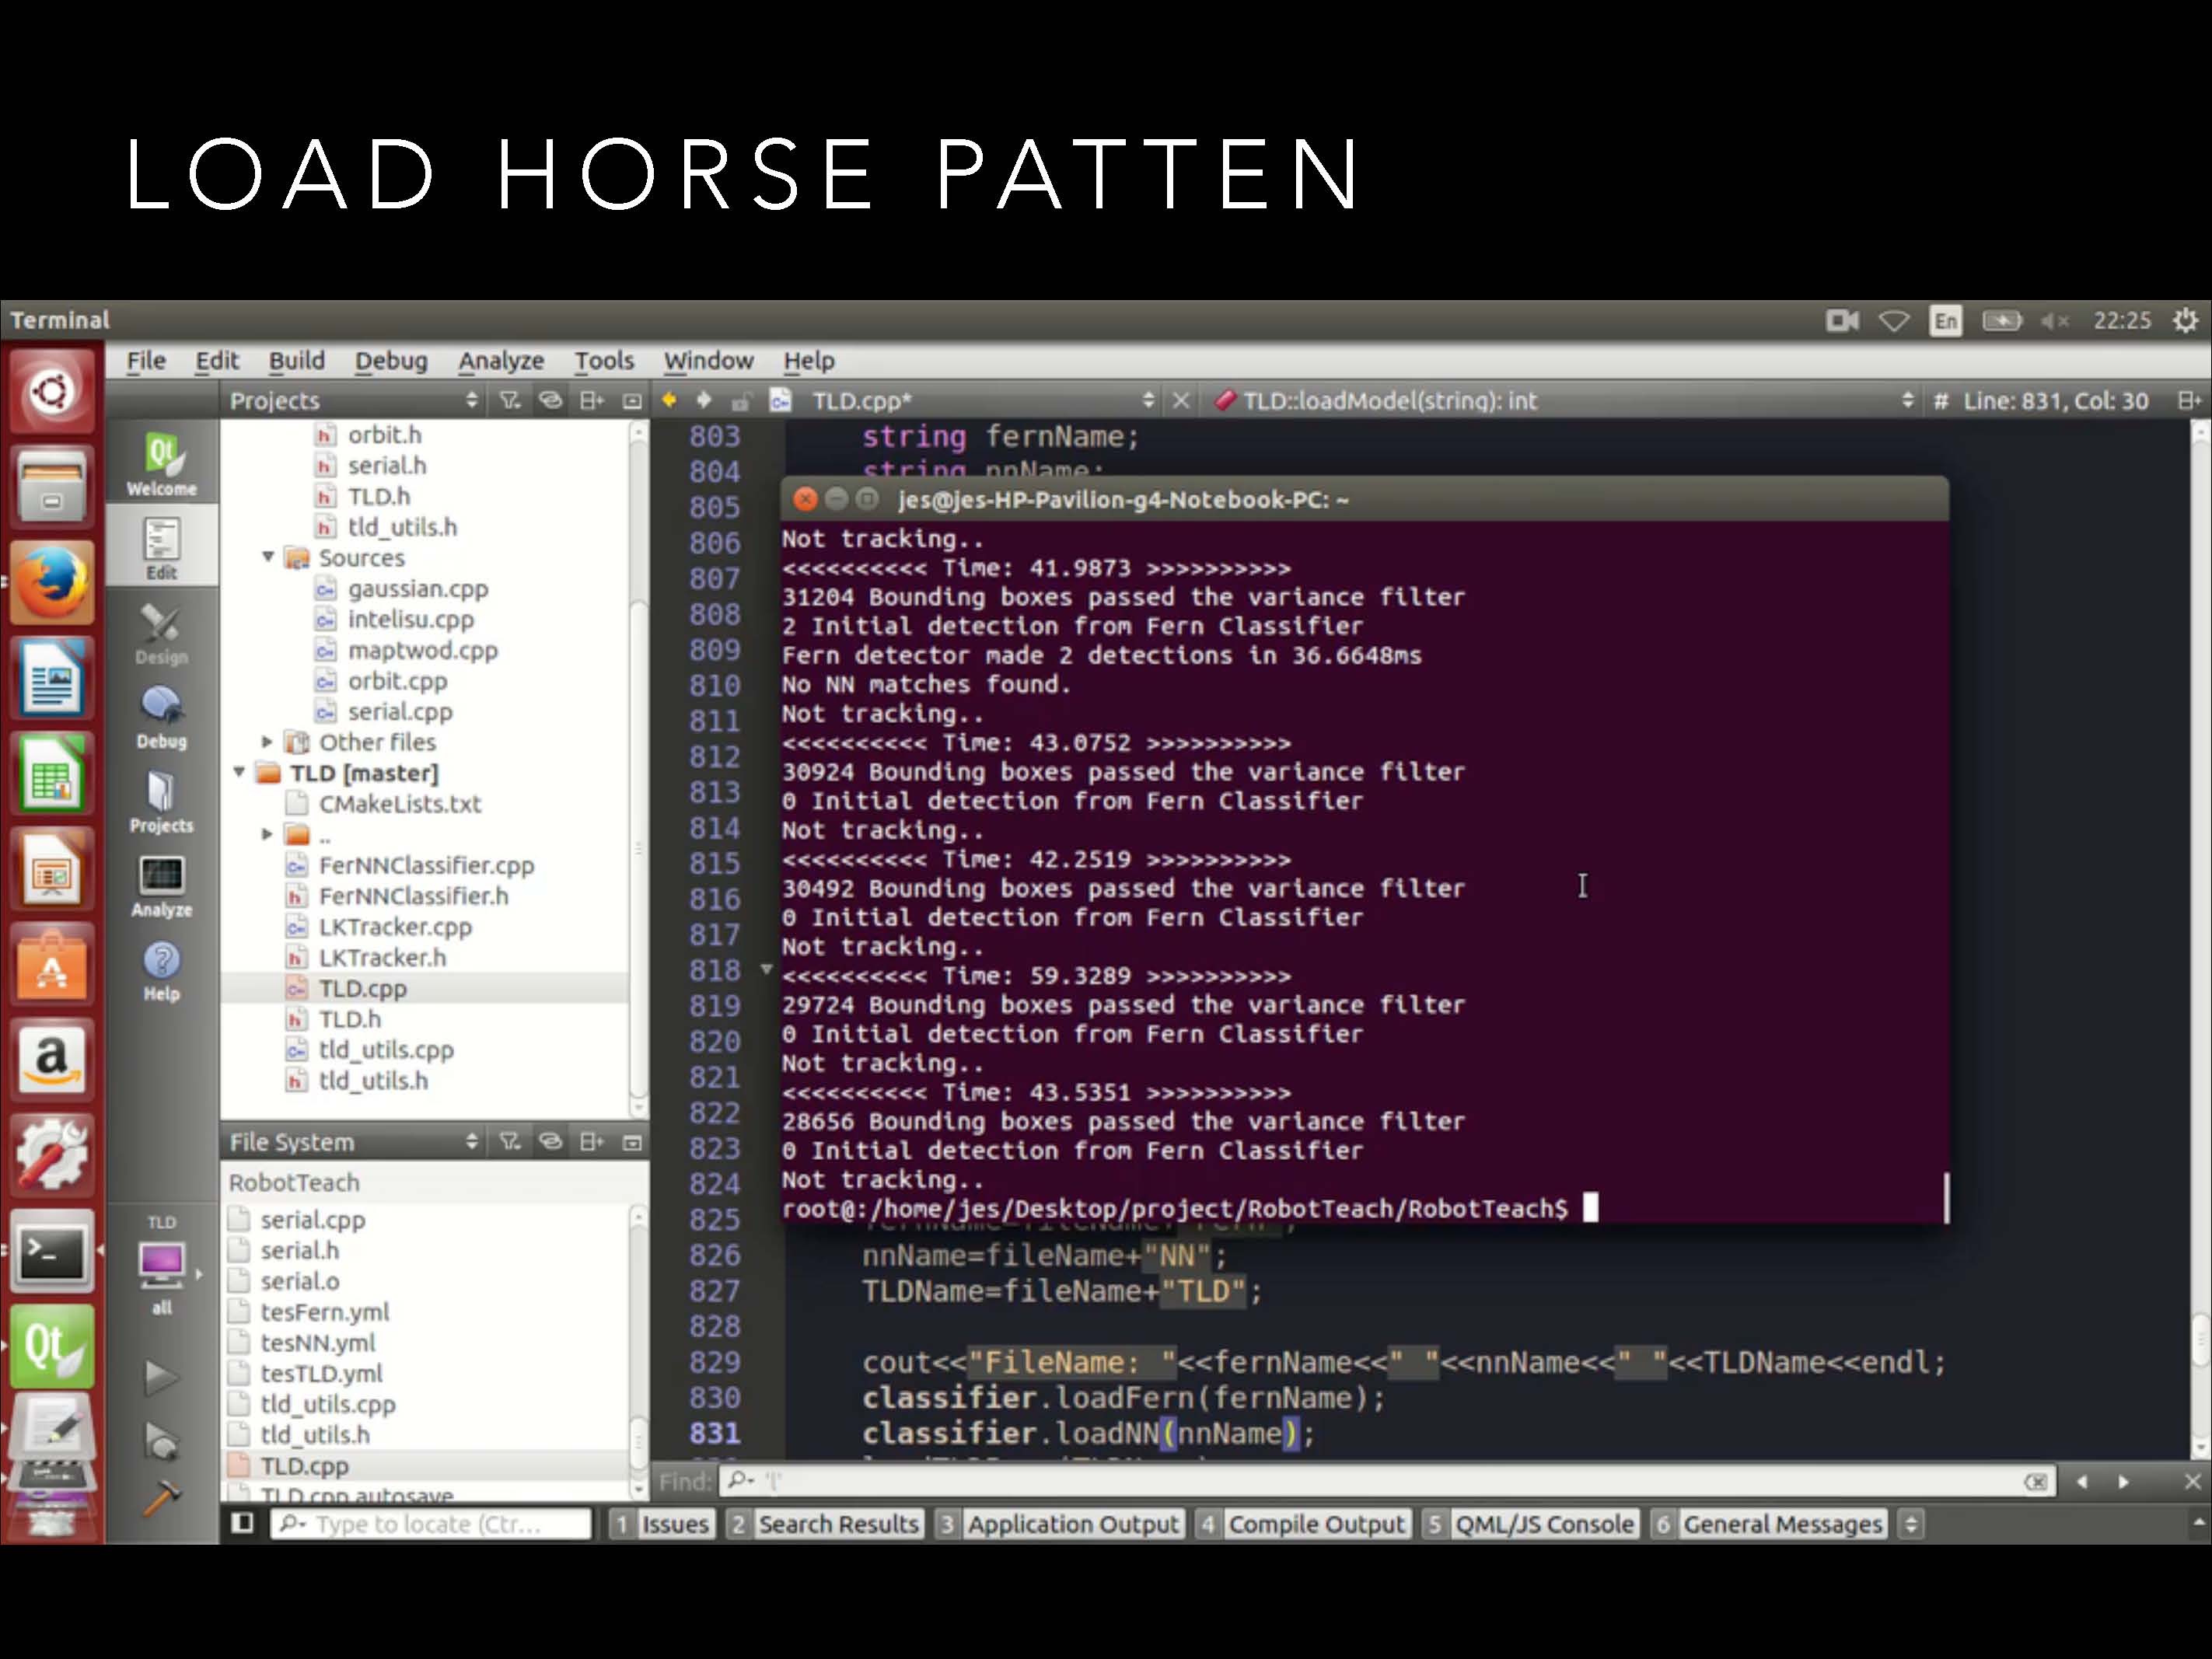 LOAD HORSE PATTEN
Terminal
En
22:25
File Edit Build Debug Analyze Tools Window Help
Projects
TLD.cpp*
TLD::loadModel(string): int
# Line: 831, Col: 30
Welcome
Edit
Design
Debug
Projects
Analyze
Help
TLD
all
orbit.h
serial.h
TLD.h
tld_utils.h
Sources
gaussian.cpp
intelisu.cpp
maptwod.cpp
orbit.cpp
serial.cpp
Other files
TLD [master]
CMakeLists.txt
..
FerNNClassifier.cpp
FerNNClassifier.h
LKTracker.cpp
LKTracker.h
TLD.cpp
TLD.h
tld_utils.cpp
tld_utils.h
File System
RobotTeach
serial.cpp
serial.h
serial.o
tesFern.yml
tesNN.yml
tesTLD.yml
tld_utils.cpp
tld_utils.h
TLD.cpp
TLD.cpp.autosave
803 string fernName;
804 string nnName;
805
806
807
808
809
810
811
812
813
814
815
816
817
818
819
820
821
822
823
824
825
826 nnName=fileName+"NN";
827 TLDName=fileName+"TLD";
828
829 cout<<"FileName: "<<fernName<<" "<<nnName<<" "<<TLDName<<endl;
830 classifier.loadFern(fernName);
831 classifier.loadNN(nnName);
jes@jes-HP-Pavilion-g4-Notebook-PC: ~
Not tracking..
<<<<<<<<<< Time: 41.9873 >>>>>>>>>>
31204 Bounding boxes passed the variance filter
2 Initial detection from Fern Classifier
Fern detector made 2 detections in 36.6648ms
No NN matches found.
Not tracking..
<<<<<<<<<< Time: 43.0752 >>>>>>>>>>
30924 Bounding boxes passed the variance filter
0 Initial detection from Fern Classifier
Not tracking..
<<<<<<<<<< Time: 42.2519 >>>>>>>>>>
30492 Bounding boxes passed the variance filter
0 Initial detection from Fern Classifier
Not tracking..
<<<<<<<<<< Time: 59.3289 >>>>>>>>>>
29724 Bounding boxes passed the variance filter
0 Initial detection from Fern Classifier
Not tracking..
<<<<<<<<<< Time: 43.5351 >>>>>>>>>>
28656 Bounding boxes passed the variance filter
0 Initial detection from Fern Classifier
Not tracking..
root@:/home/jes/Desktop/project/RobotTeach/RobotTeach$
Find:
Type to locate (Ctr...
1 Issues 2 Search Results 3 Application Output 4 Compile Output 5 QML/JS Console 6 General Messages